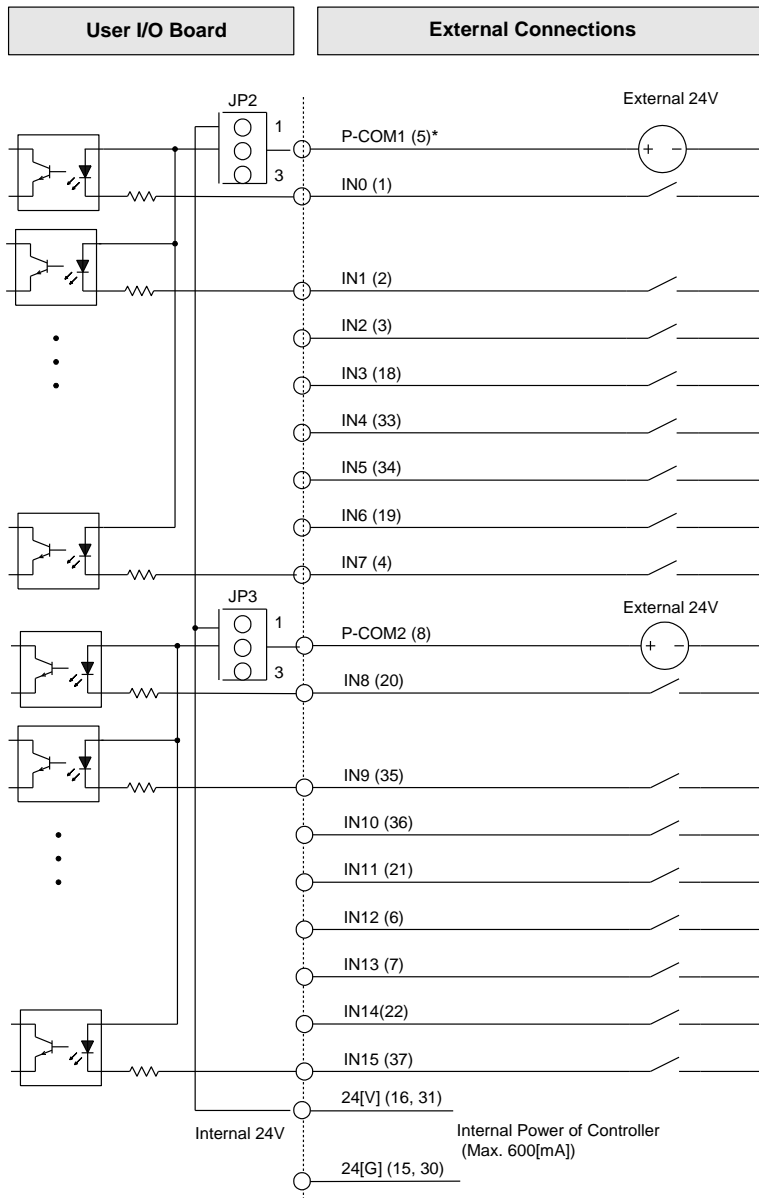 User I/O Board
External Connections
JP2
External 24V
1
P-COM1 (5)*
+ −
3
IN0 (1)
IN1 (2)
IN2 (3)
IN3 (18)
IN4 (33)
IN5 (34)
IN6 (19)
IN7 (4)
JP3
External 24V
1
P-COM2 (8)
+ −
3
IN8 (20)
IN9 (35)
IN10 (36)
IN11 (21)
IN12 (6)
IN13 (7)
IN14(22)
IN15 (37)
24[V] (16, 31)
Internal 24V
Internal Power of Controller
(Max. 600[mA])
24[G] (15, 30)